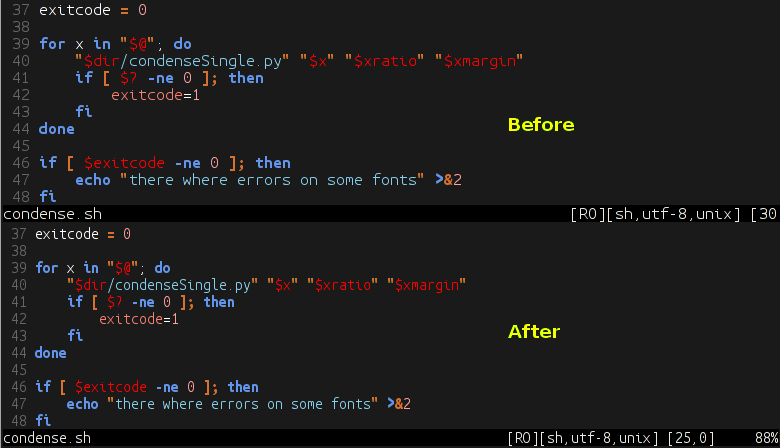 37 exitcode = 0
38
39 for x in "$@"; do
40     "$dir/condenseSingle.py" "$x" "$xratio" "$xmargin"
41     if [ $? -ne 0 ]; then
42         exitcode=1
43     fi
44 done
45
46 if [ $exitcode -ne 0 ]; then
47     echo "there where errors on some fonts" >&2
48 fi
Before
condense.sh [RO][sh,utf-8,unix] [30
37 exitcode = 0
38
39 for x in "$@"; do
40     "$dir/condenseSingle.py" "$x" "$xratio" "$xmargin"
41     if [ $? -ne 0 ]; then
42         exitcode=1
43     fi
44 done
45
46 if [ $exitcode -ne 0 ]; then
47     echo "there where errors on some fonts" >&2
48 fi
After
condense.sh [RO][sh,utf-8,unix] [25,0] 88%